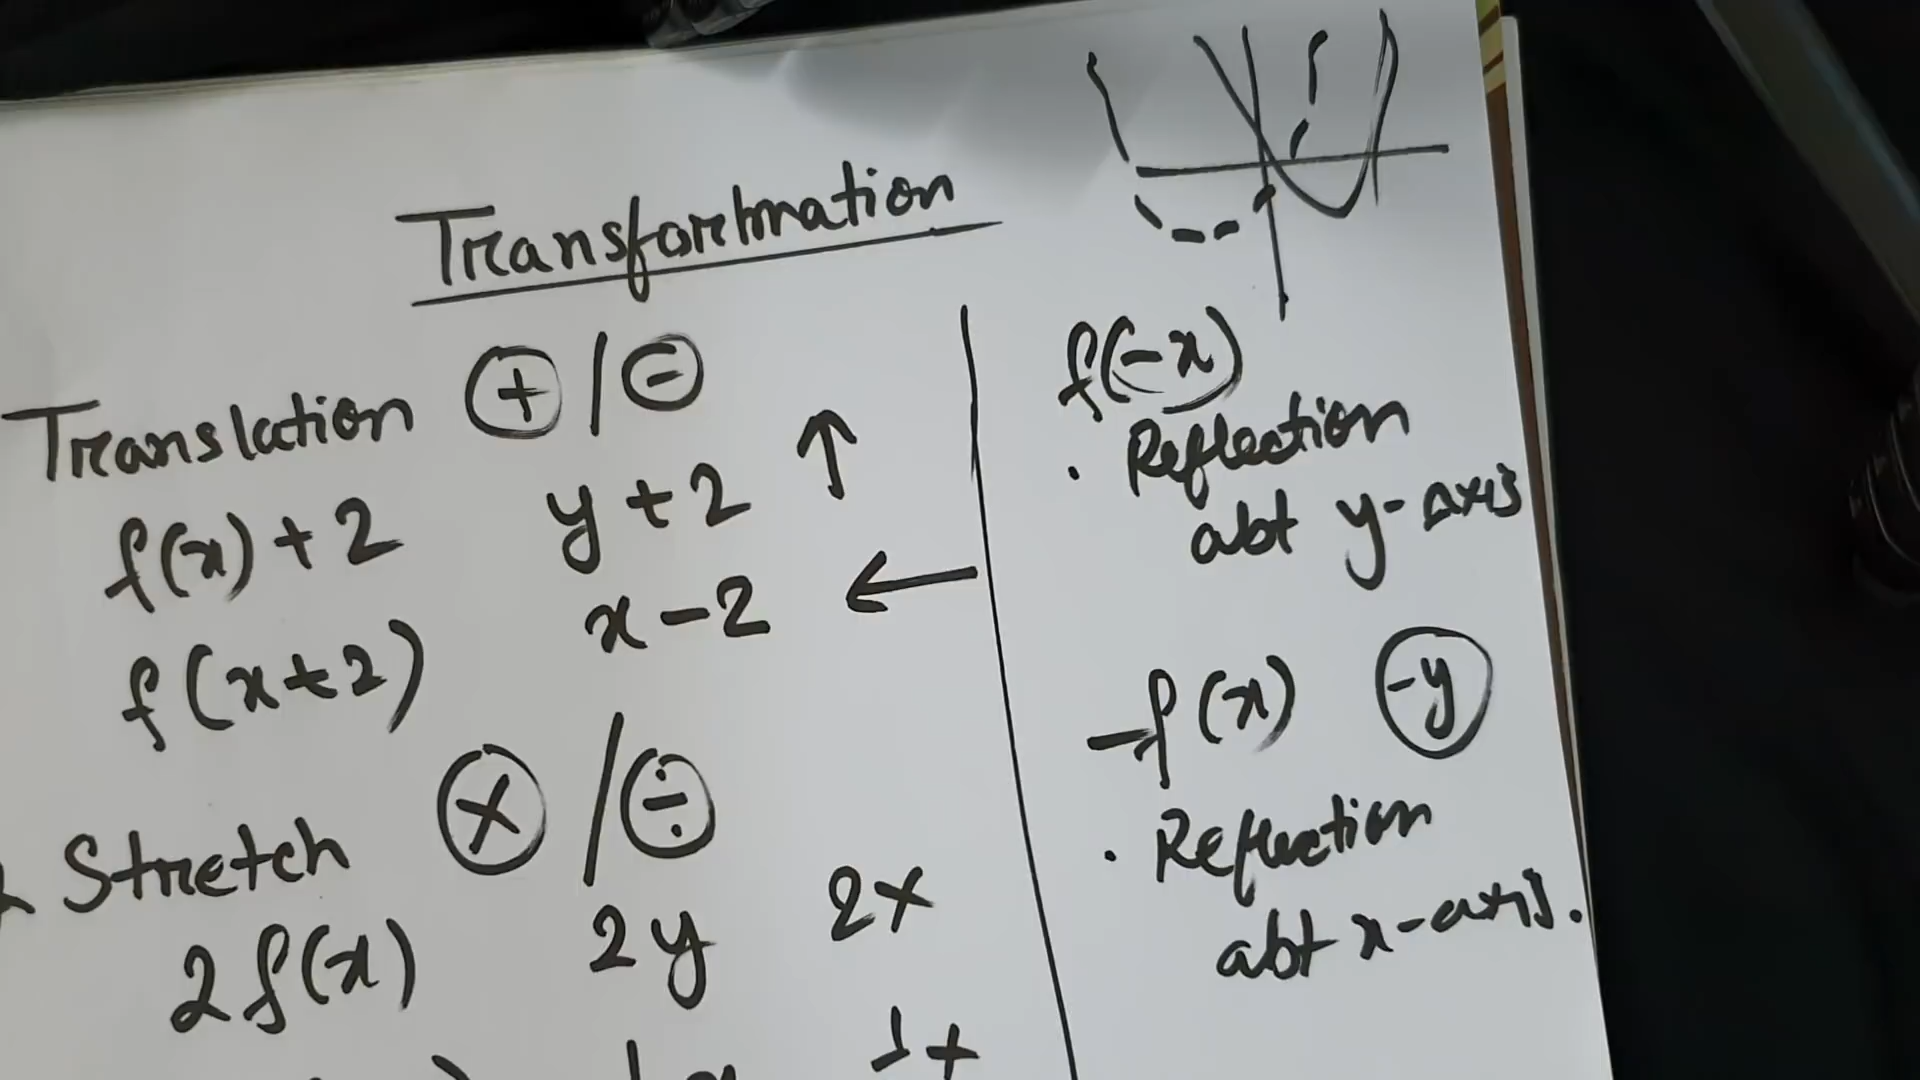 Transformation
Translation ⊕/⊖
f(x)+2 y+2 ↑
f(x+2) x-2 ←
Stretch ⊗/÷
2f(x) 2y 2x
f(-x)
· Reflection
abt y-axis
-f(x) -y
· Reflection
abt x-axis.